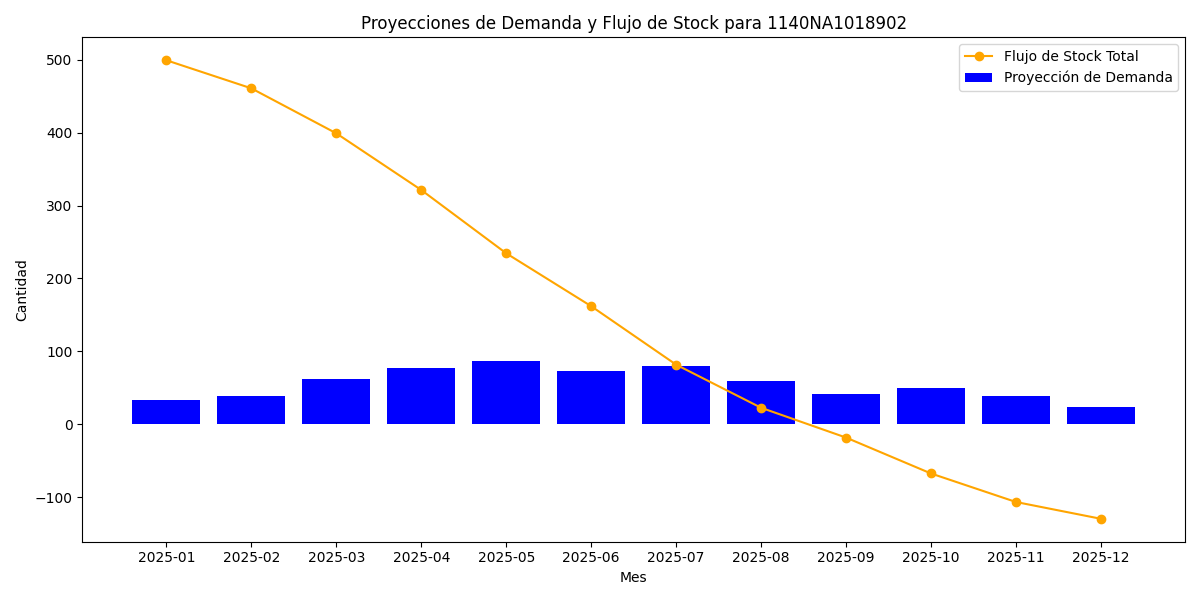 Proyecciones de Demanda y Flujo de Stock para 1140NA1018902
Flujo de Stock Total
Proyección de Demanda
Cantidad
500
400
300
200
100
0
−100
2025-01 2025-02 2025-03 2025-04 2025-05 2025-06 2025-07 2025-08 2025-09 2025-10 2025-11 2025-12
Mes